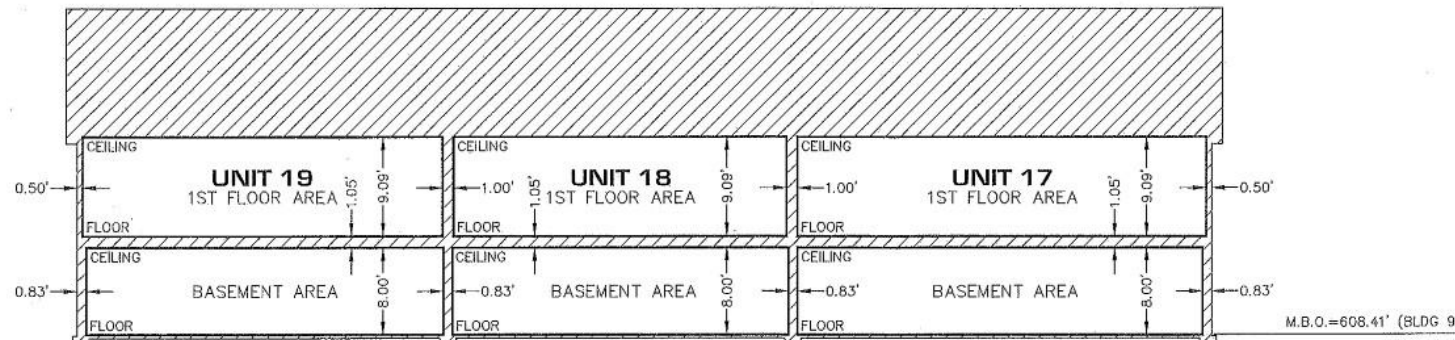 CEILING CEILING CEILING
UNIT 19 UNIT 18 UNIT 17
0.50' 1ST FLOOR AREA 1.05' 9.09' 1.00' 1ST FLOOR AREA 1.05' 9.09' 1.00' 1ST FLOOR AREA 1.05' 9.09' 0.50'
FLOOR FLOOR FLOOR
CEILING CEILING CEILING
0.83' BASEMENT AREA 8.00' 0.83' BASEMENT AREA 8.00' 0.83' BASEMENT AREA 8.00' 0.83'
FLOOR FLOOR FLOOR
M.B.O.=608.41' (BLDG 9